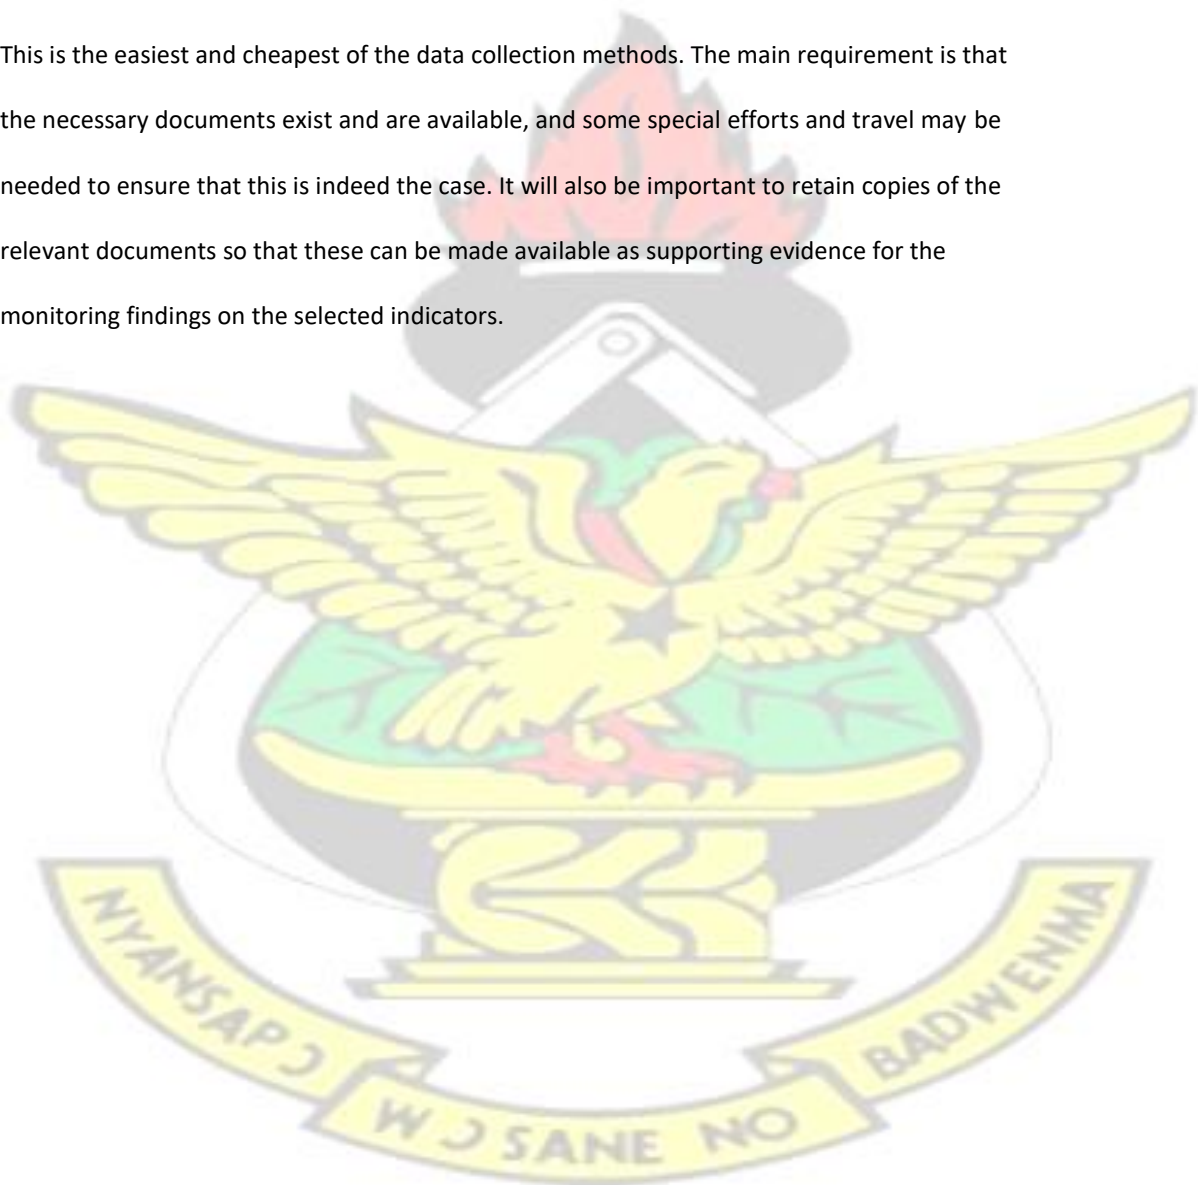 This is the easiest and cheapest of the data collection methods. The main requirement is that
the necessary documents exist and are available, and some special efforts and travel may be
needed to ensure that this is indeed the case. It will also be important to retain copies of the
relevant documents so that these can be made available as supporting evidence for the
monitoring findings on the selected indicators.
NYANSAPƆ
WƆSANE NO
BADWENMA